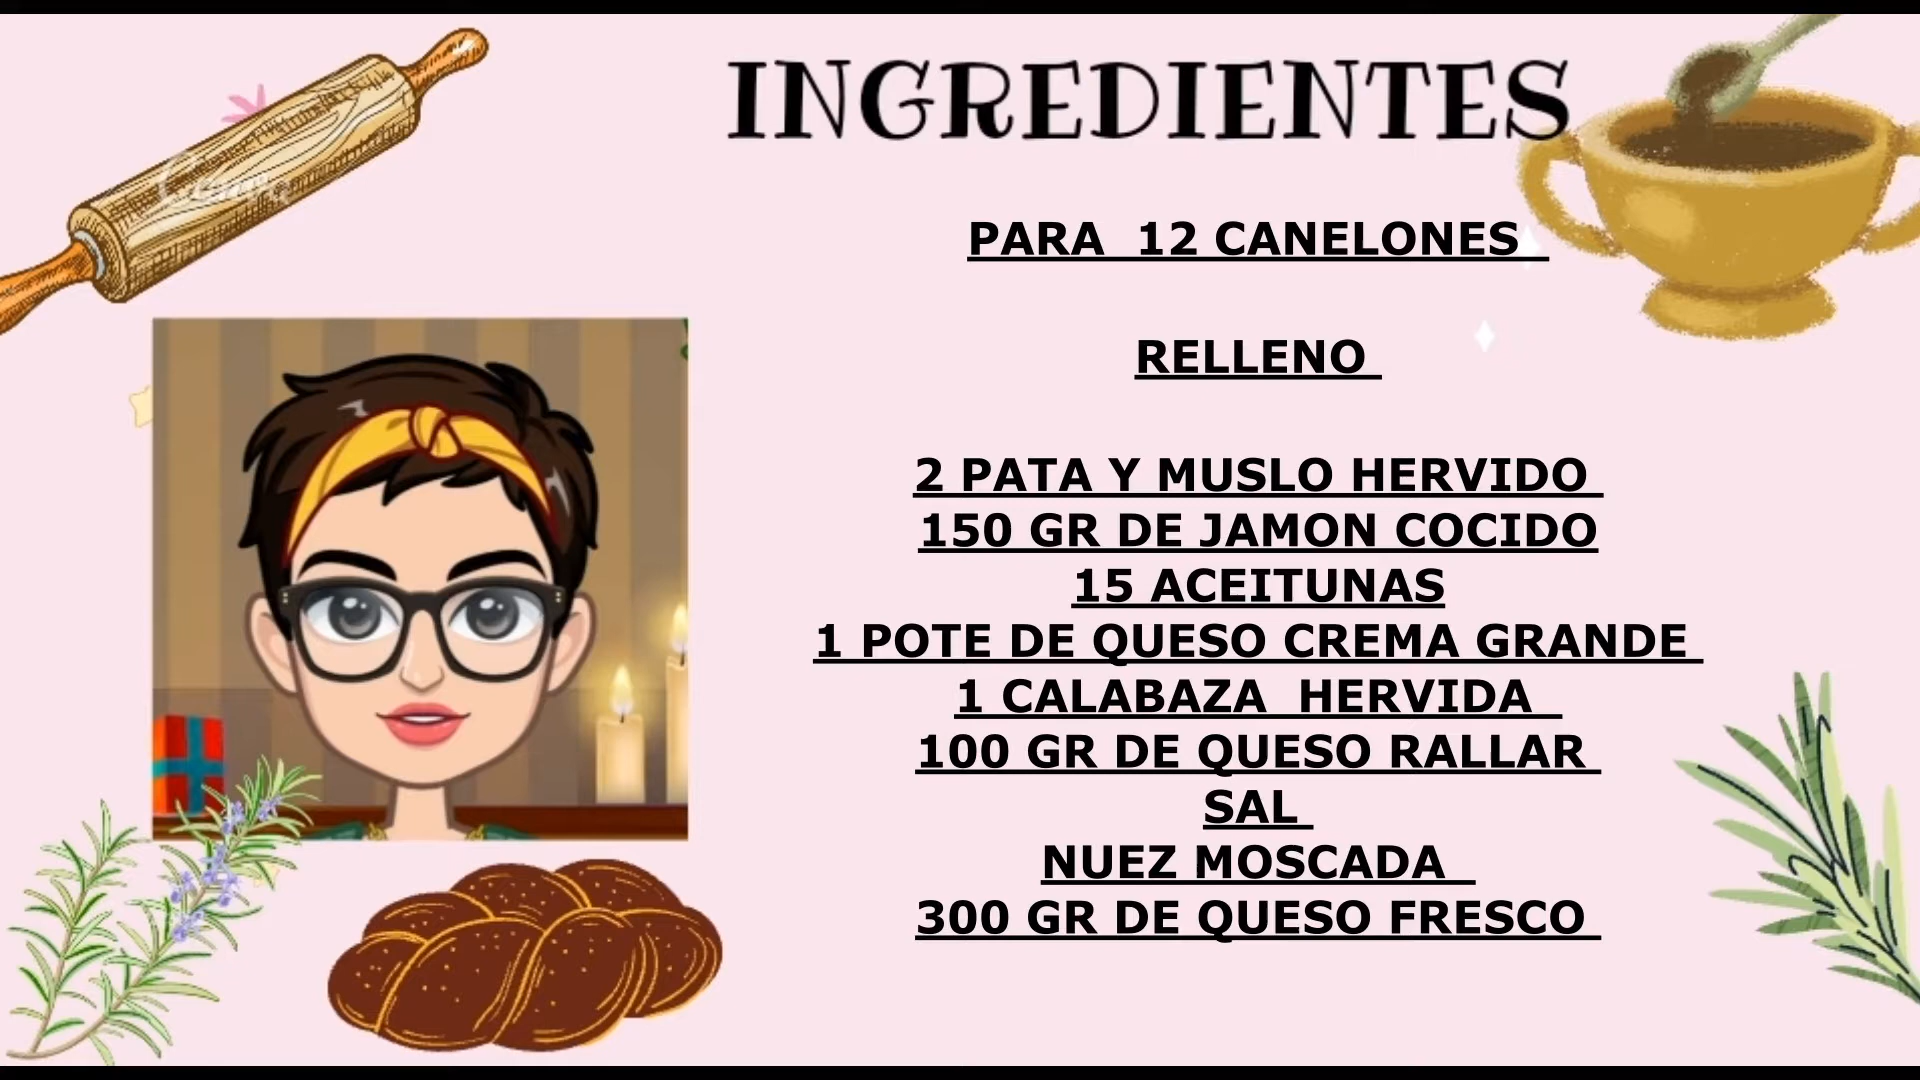 INGREDIENTES
PARA  12 CANELONES
RELLENO
2 PATA Y MUSLO HERVIDO
150 GR DE JAMON COCIDO
15 ACEITUNAS
1 POTE DE QUESO CREMA GRANDE
1 CALABAZA  HERVIDA
100 GR DE QUESO RALLAR
SAL
NUEZ MOSCADA
300 GR DE QUESO FRESCO
Canva